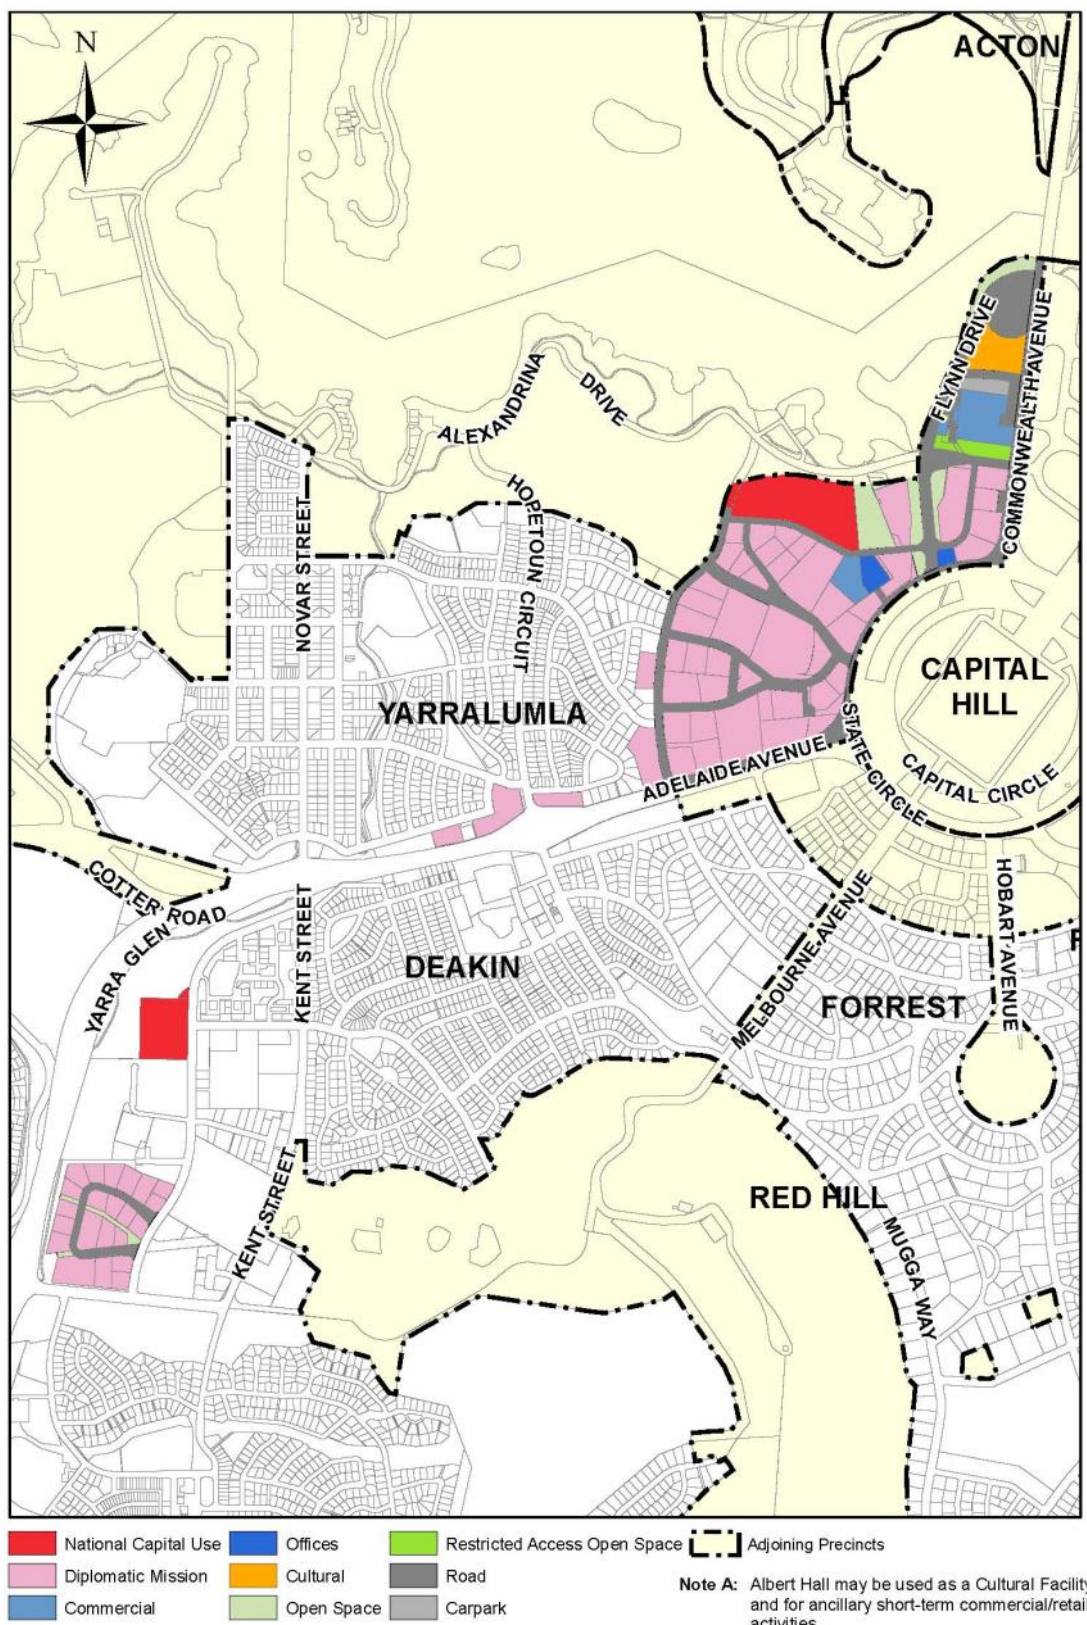 N
ACTON
FLYNN DRIVE
COMMONWEALTH AVENUE
ALEXANDRINA
DRIVE
HOPETOUN CIRCUIT
NOVAR STREET
YARRALUMLA
CAPITAL
HILL
STATE CIRCLE
CAPITAL CIRCLE
ADELAIDE AVENUE
COTTER ROAD
YARRA GLEN
KENT STREET
DEAKIN
MELBOURNE AVENUE
HOBART AVENUE
FORREST
KENT STREET
RED HILL
MUGGA WAY
National Capital Use
Offices
Restricted Access Open Space
Adjoining Precincts
Diplomatic Mission
Cultural
Road
Note A: Albert Hall may be used as a Cultural Facility
Commercial
Open Space
Carpark
and for ancillary short-term commercial/retail
activities